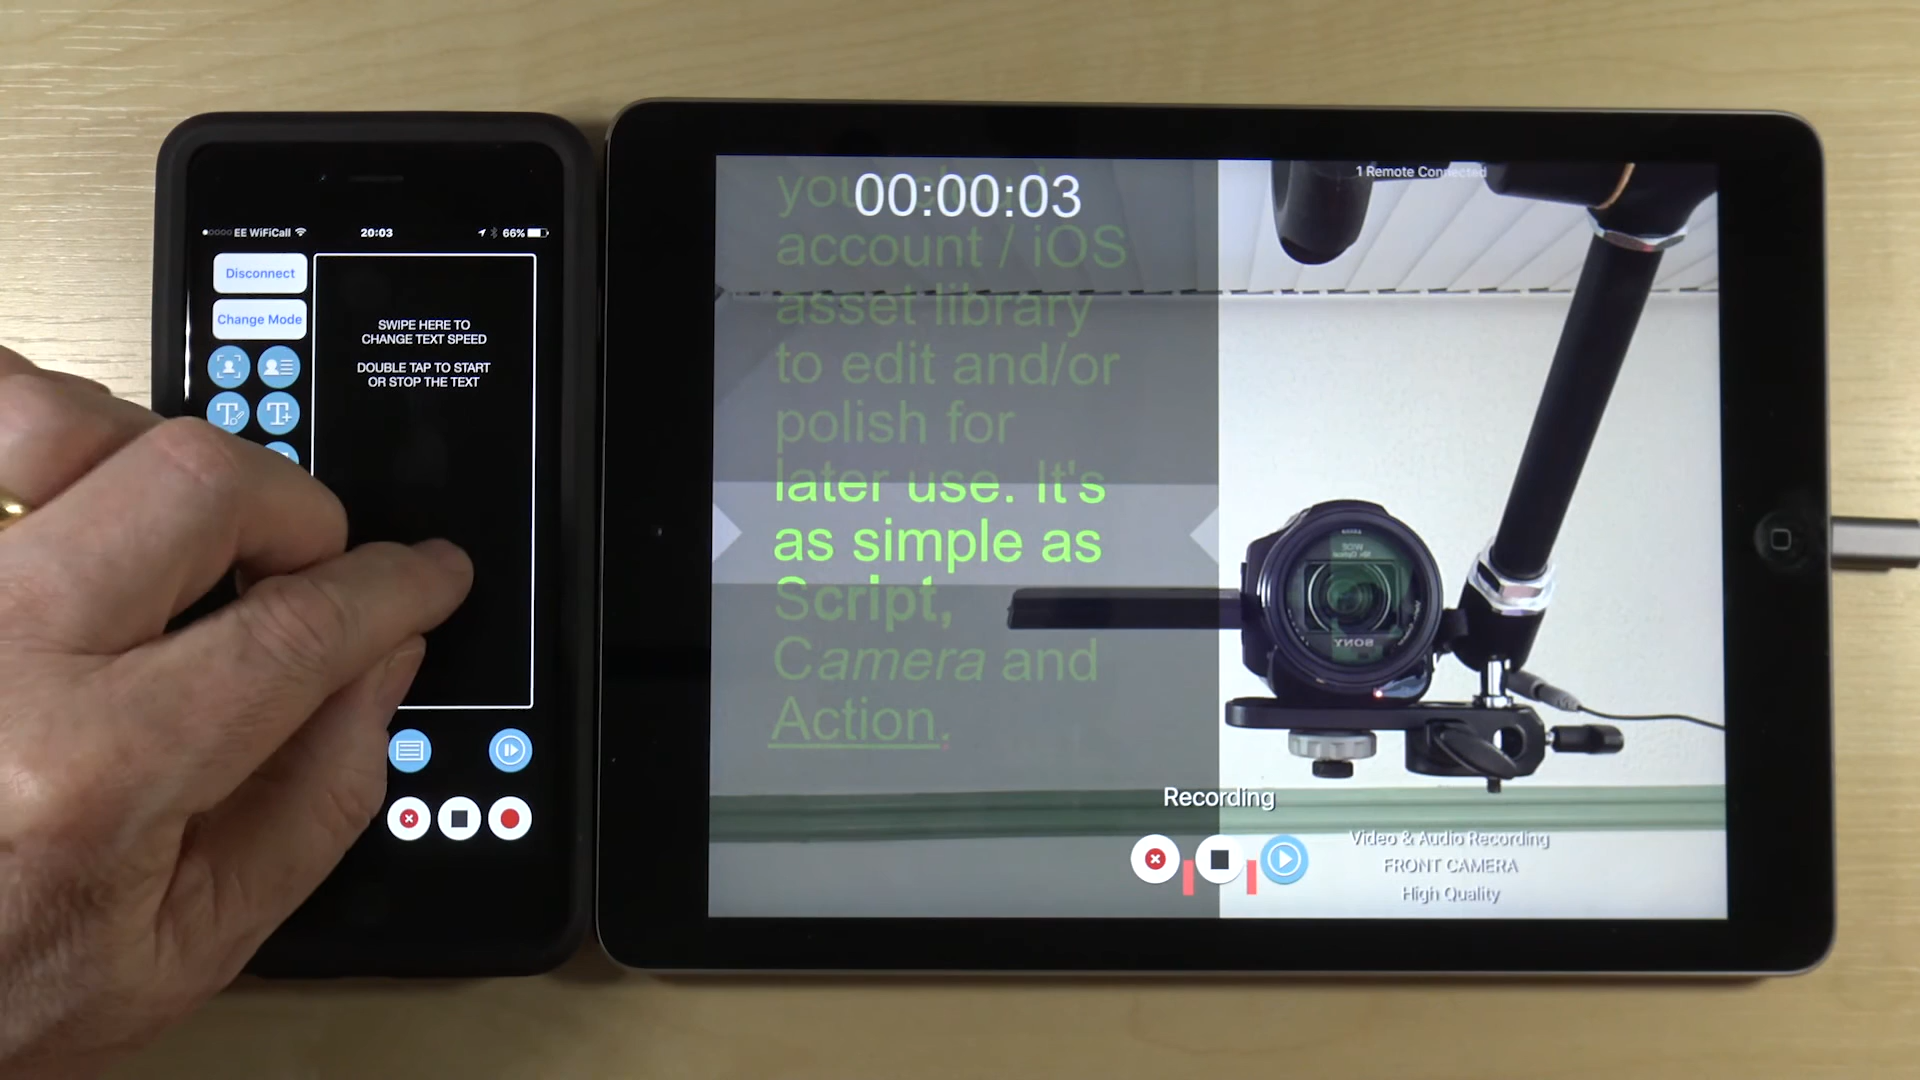 EE WiFiCall
20:03
66%
Disconnect
Change Mode
SWIPE HERE TO
CHANGE TEXT SPEED
DOUBLE TAP TO START
OR STOP THE TEXT
00:00:03
1 Remote Connected
account / iOS
asset library
to edit and/or
polish for
later use. It's
as simple as
Script,
Camera and
Action.
SONY
Recording
Video & Audio Recording
FRONT CAMERA
High Quality